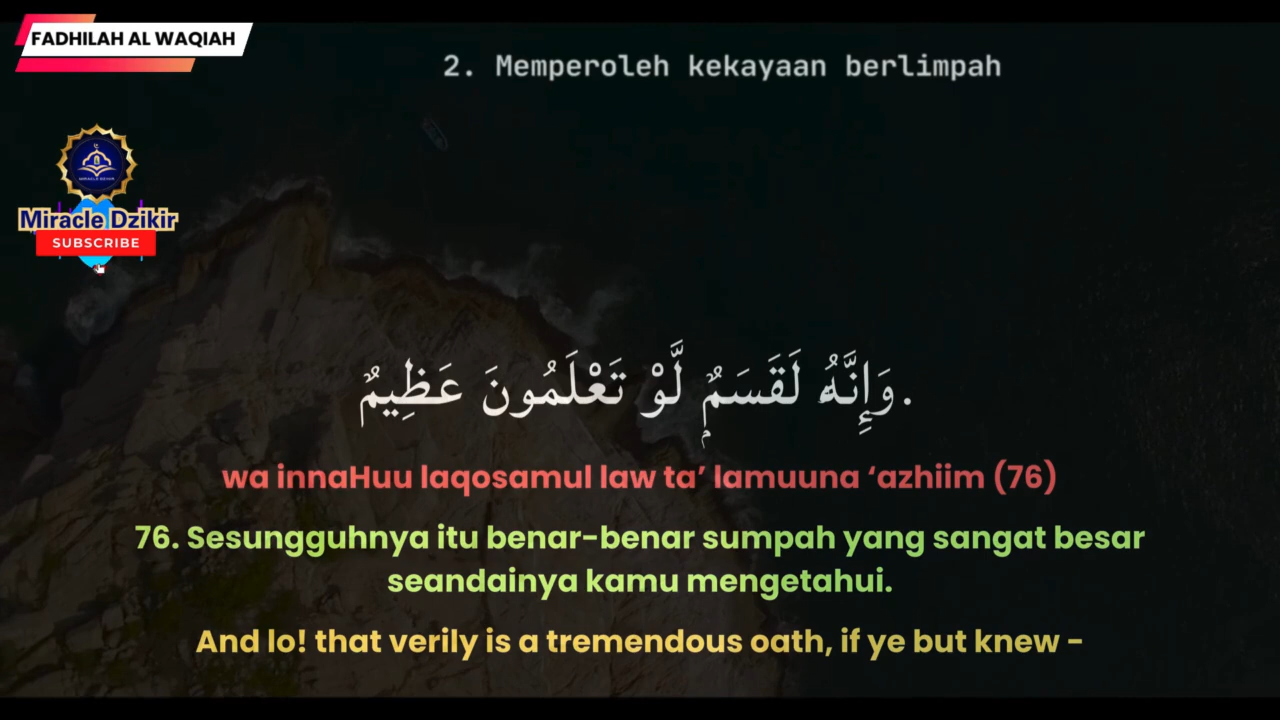 FADHILAH AL WAQIAH
2. Memperoleh kekayaan berlimpah
Miracle Dzikir
SUBSCRIBE
وَإِنَّهُۥ لَقَسَمٌۭ لَّوْ تَعْلَمُونَ عَظِيمٌ.
wa innaHuu laqosamul law ta’ lamuuna ‘azhiim (76)
76. Sesungguhnya itu benar-benar sumpah yang sangat besar
seandainya kamu mengetahui.
And lo! that verily is a tremendous oath, if ye but knew -